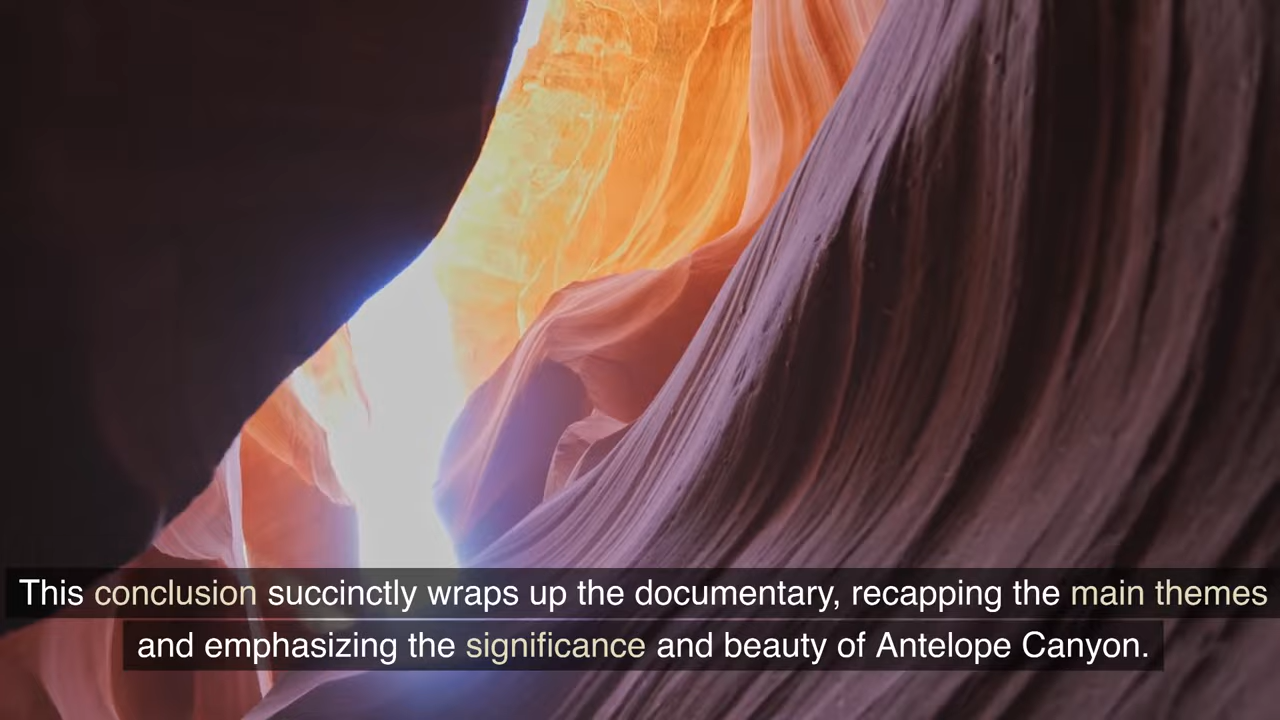 This conclusion succinctly wraps up the documentary, recapping the main themes
and emphasizing the significance and beauty of Antelope Canyon.